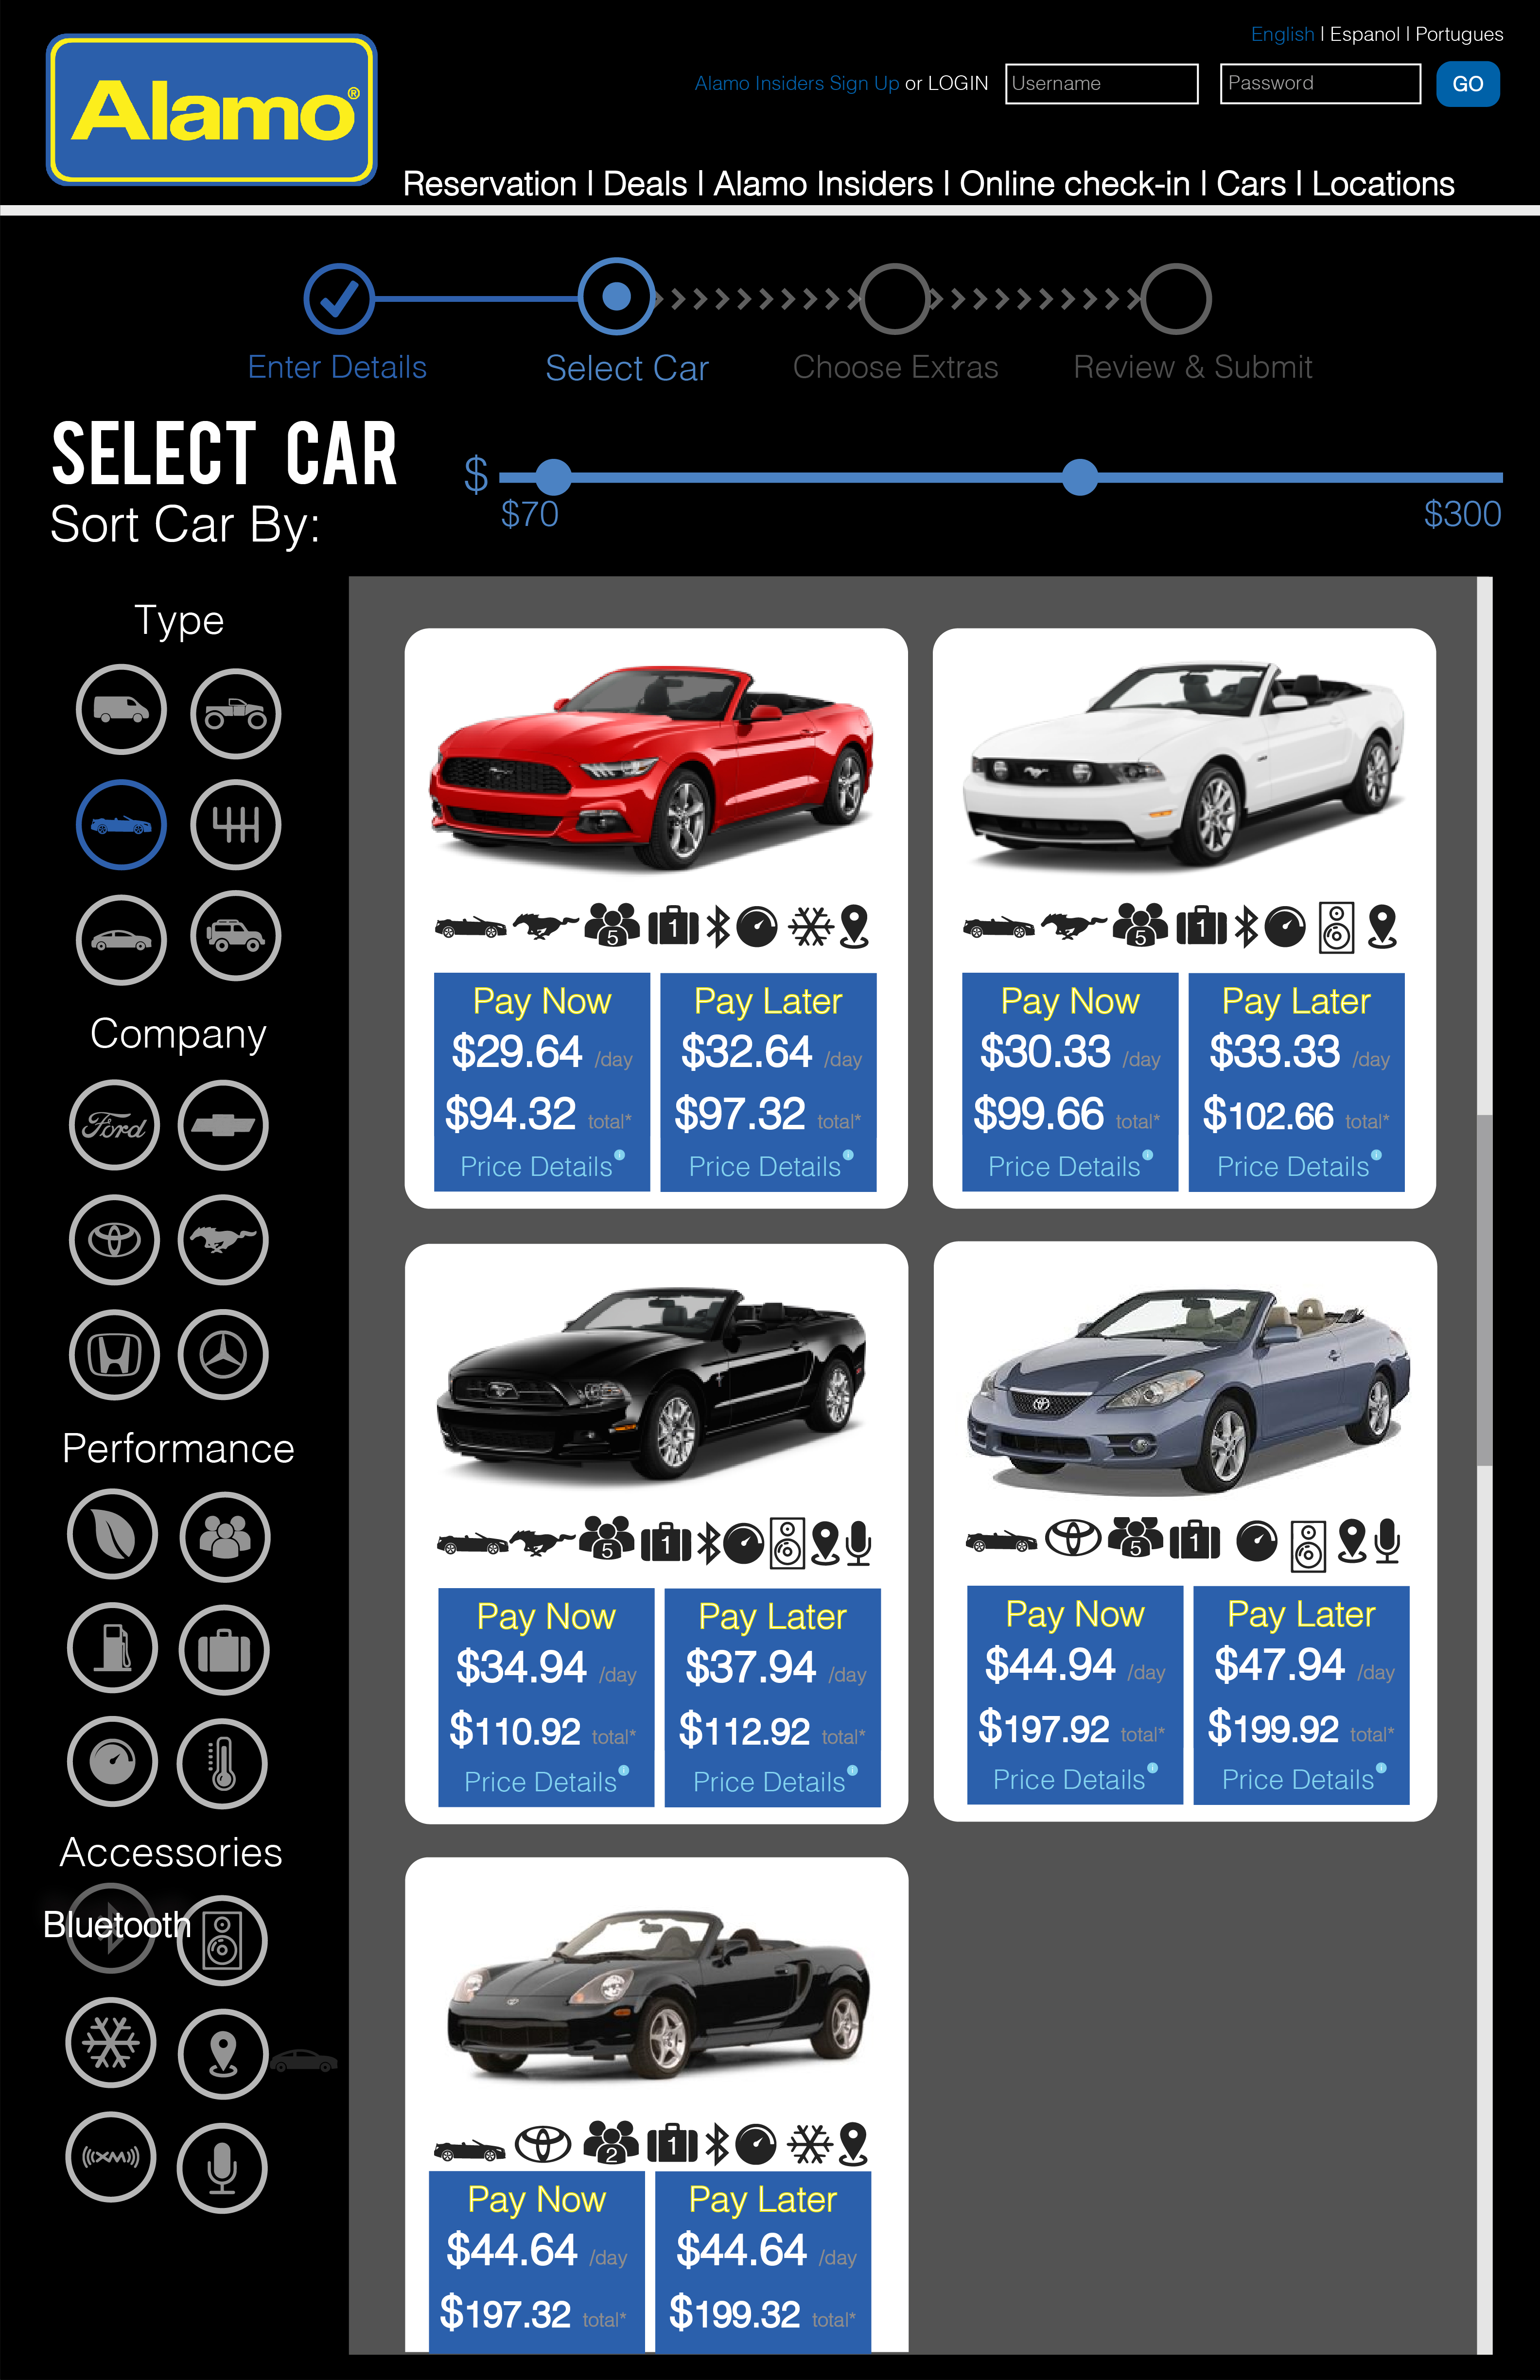 English | Espanol | Portugues
Alamo®
Alamo Insiders Sign Up or LOGIN Username Password GO
Reservation | Deals | Alamo Insiders | Online check-in | Cars | Locations
Enter Details Select Car Choose Extras Review & Submit
SELECT CAR
$
Sort Car By:
$70 $300
Type
Company
Ford
Performance
Accessories
Bluetooth
((XM))
5 1
Pay Now Pay Later
$29.64 /day $32.64 /day
$94.32 total* $97.32 total*
Price Details Price Details
5 1
Pay Now Pay Later
$30.33 /day $33.33 /day
$99.66 total* $102.66 total*
Price Details Price Details
5 1
Pay Now Pay Later
$34.94 /day $37.94 /day
$110.92 total* $112.92 total*
Price Details Price Details
5 1
Pay Now Pay Later
$44.94 /day $47.94 /day
$197.92 total* $199.92 total*
Price Details Price Details
2 1
Pay Now Pay Later
$44.64 /day $44.64 /day
$197.32 total* $199.32 total*